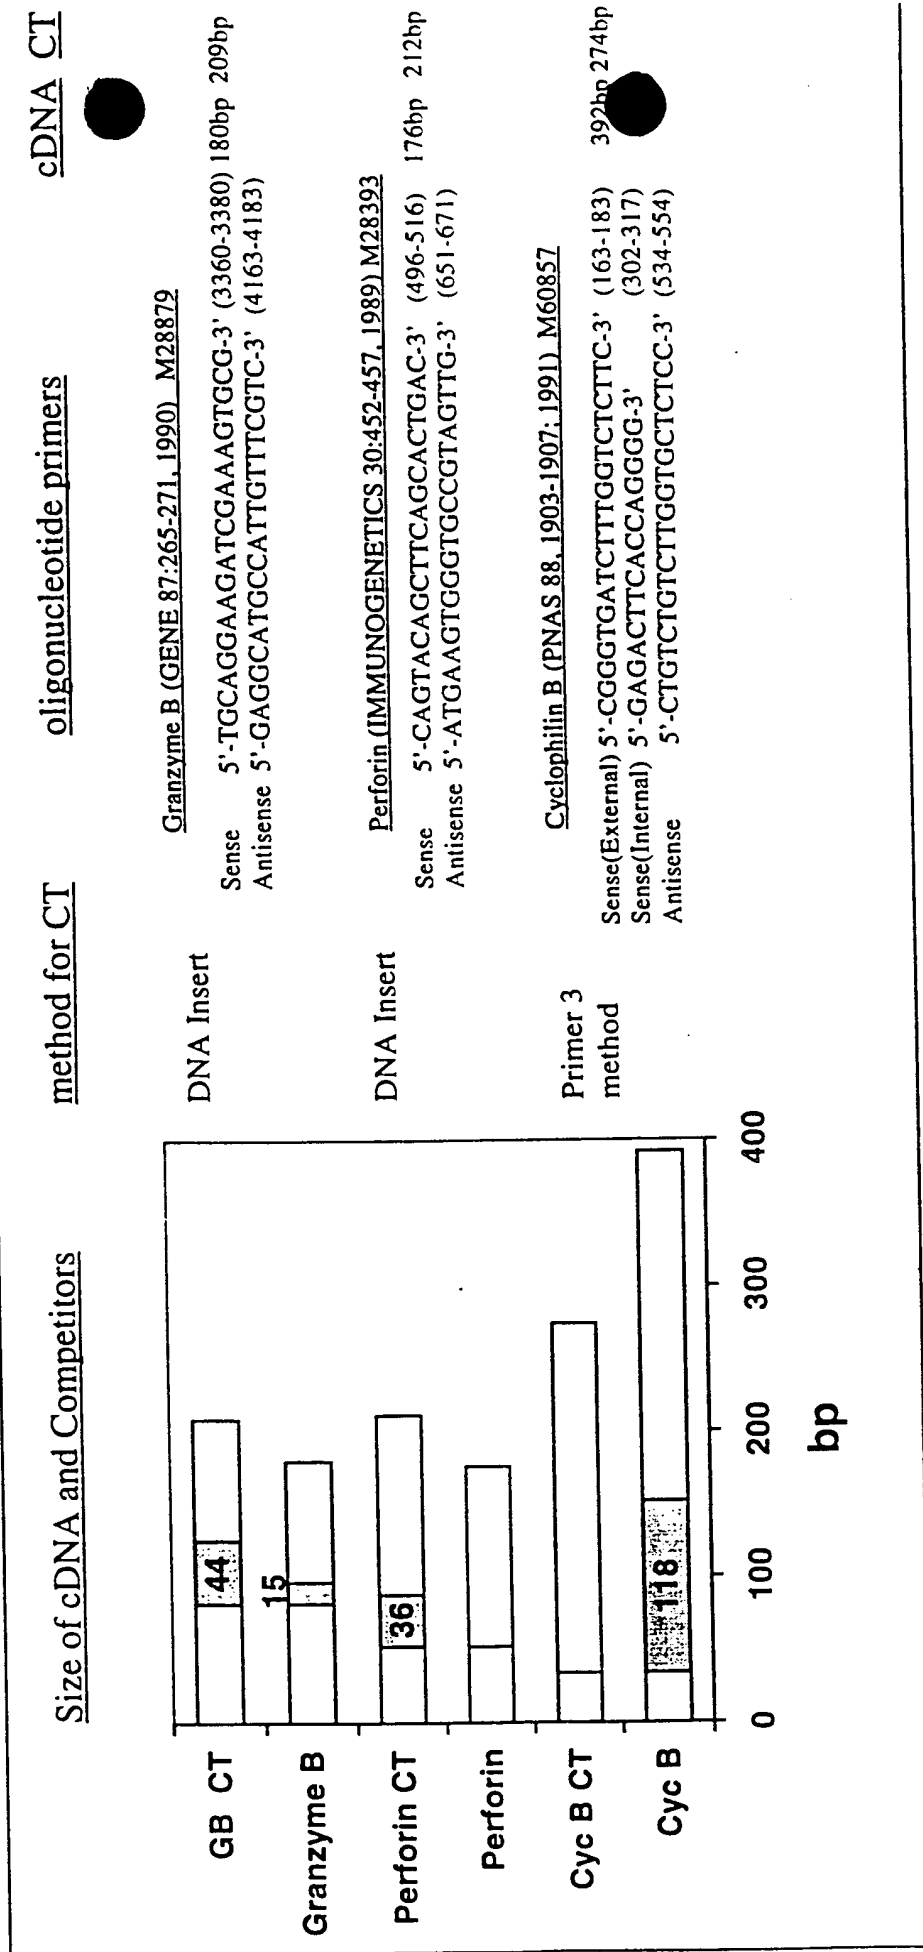 Size of cDNA and Competitors
GB CT
Granzyme B
Perforin CT
Perforin
Cyc B CT
Cyc B
44
15
36
118
0 100 200 300 400
bp
method for CT
DNA Insert
DNA Insert
Primer 3
method
oligonucleotide primers
cDNA CT
Granzyme B (GENE 87:265-271, 1990) M28879
Sense 5'-TGCAGGAAGATCGAAAGTGCG-3' (3360-3380) 180bp 209bp
Antisense 5'-GAGGCATGCCATTGTTTCGTC-3' (4163-4183)
Perforin (IMMUNOGENETICS 30:452-457, 1989) M28393
Sense 5'-CAGTACAGCTTCAGCACTGAC-3' (496-516) 176bp 212bp
Antisense 5'-ATGAAGTGGGTGCCGTAGTTG-3' (651-671)
Cyclophilin B (PNAS 88, 1903-1907; 1991) M60857
Sense(External) 5'-CGGGTGATCTTTGGTCTCTTC-3' (163-183) 392bp 274bp
Sense(Internal) 5'-GAGACTTCACCAGGGG-3' (302-317)
Antisense 5'-CTGTCTGTCTTGGTGCTCTCC-3' (534-554)